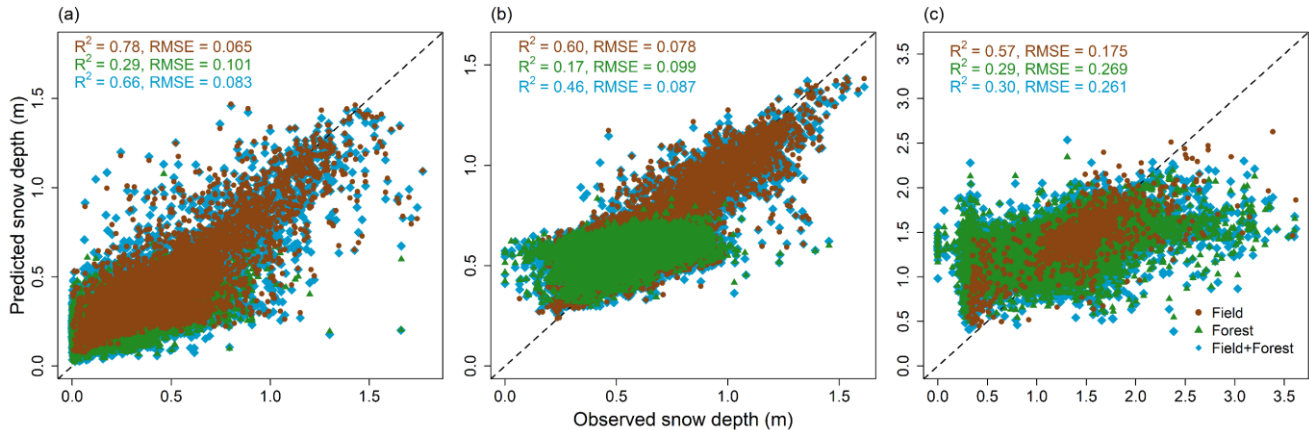 (a)
R² = 0.78, RMSE = 0.065
R² = 0.29, RMSE = 0.101
R² = 0.66, RMSE = 0.083
Predicted snow depth (m)
0.0 0.5 1.0 1.5
0.0 0.5 1.0 1.5
(b)
R² = 0.60, RMSE = 0.078
R² = 0.17, RMSE = 0.099
R² = 0.46, RMSE = 0.087
0.0 0.5 1.0 1.5
0.0 0.5 1.0 1.5
Observed snow depth (m)
(c)
R² = 0.57, RMSE = 0.175
R² = 0.29, RMSE = 0.269
R² = 0.30, RMSE = 0.261
0.0 0.5 1.0 1.5 2.0 2.5 3.0 3.5
Field
Forest
Field+Forest
0.0 0.5 1.0 1.5 2.0 2.5 3.0 3.5